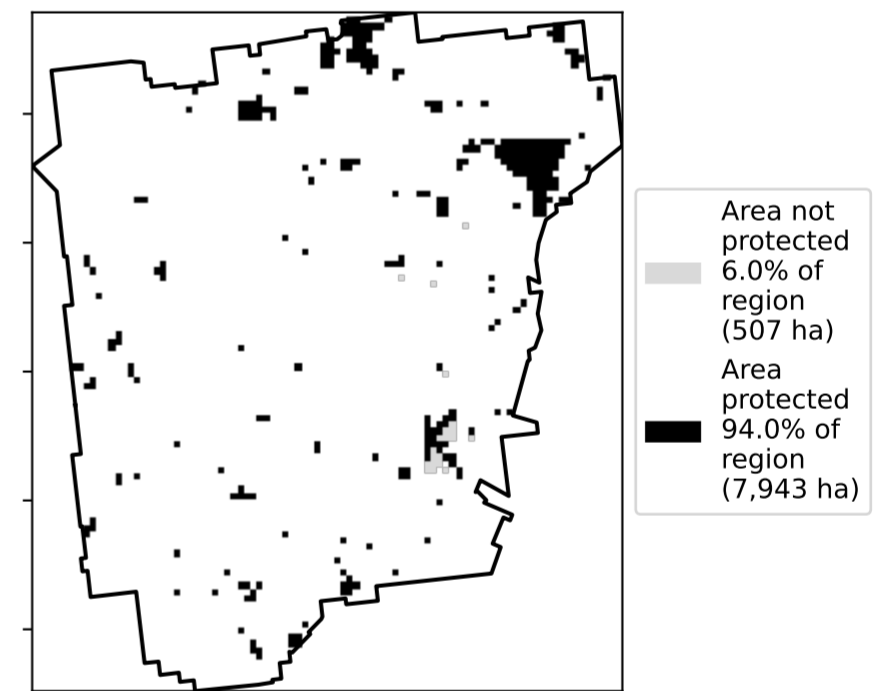 Area not
protected
6.0% of
region
(507 ha)
Area
protected
94.0% of
region
(7,943 ha)